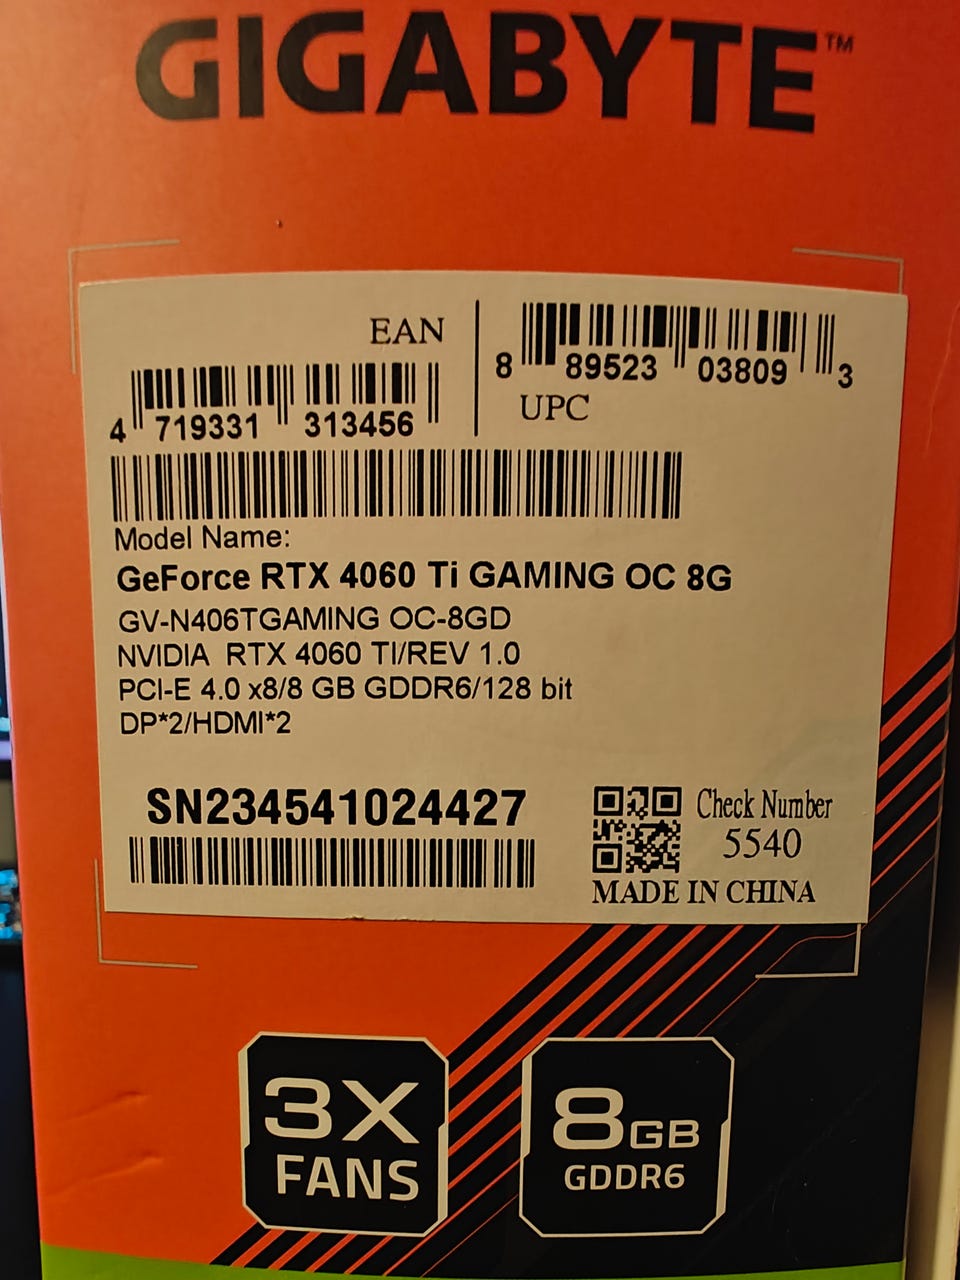 GIGABYTE™
EAN
4 719331 313456
8 89523 03809 3
UPC
Model Name:
GeForce RTX 4060 Ti GAMING OC 8G
GV-N406TGAMING OC-8GD
NVIDIA RTX 4060 TI/REV 1.0
PCI-E 4.0 x8/8 GB GDDR6/128 bit
DP*2/HDMI*2
SN234541024427
Check Number
5540
MADE IN CHINA
3X
FANS
8GB
GDDR6